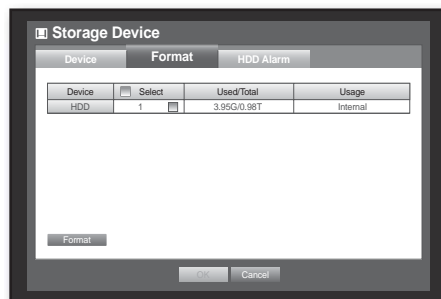 Storage Device
Device Format HDD Alarm
Device Select Used/Total Usage
HDD 1 3.95G/0.98T Internal
Format
OK Cancel